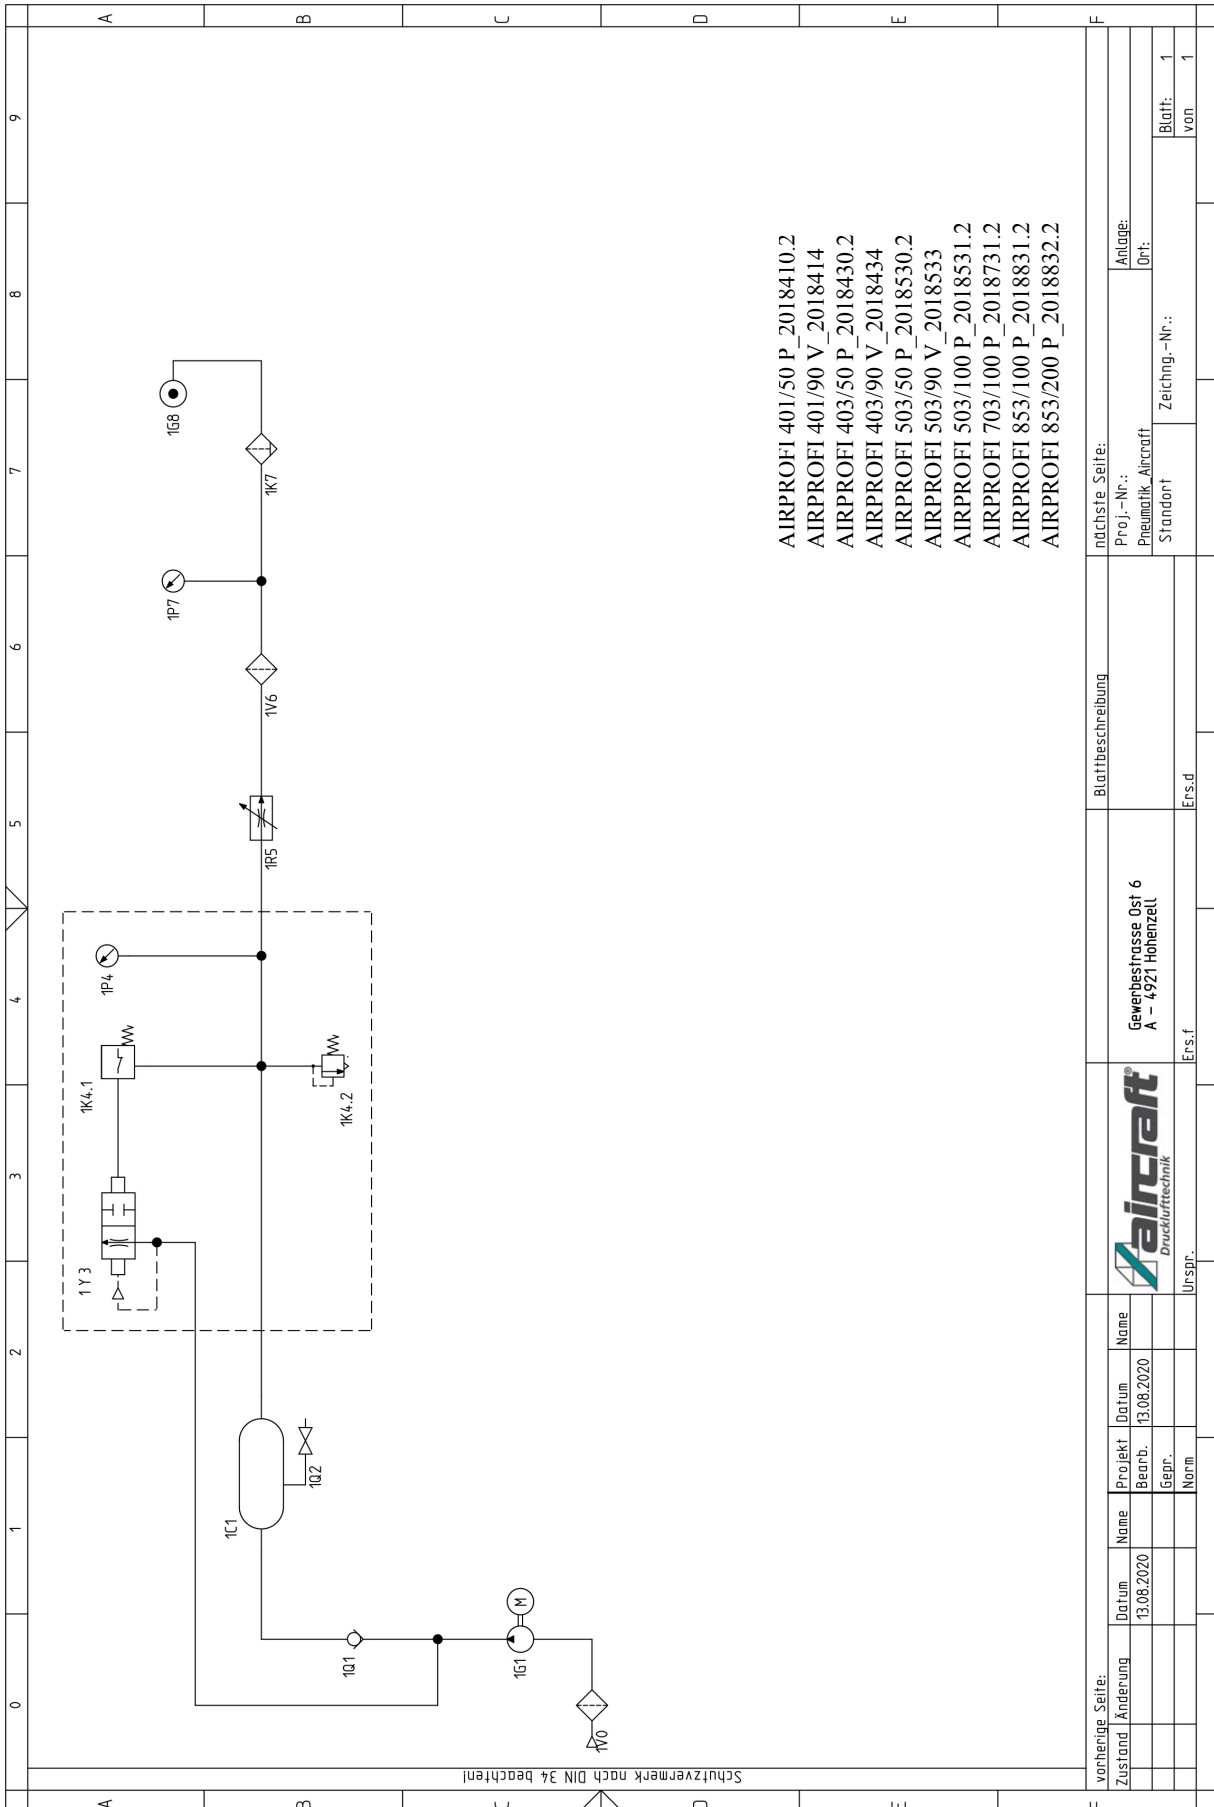 0 1 2 3 4 5 6 7 8 9
A
B
C
D
E
F
A
B
Schutzvermerk nach DIN 34 beachten!
1V0
1G1
M
1Q1
1C1
1Q2
1 Y 3
1K4.1
1K4.2
1P4
1R5
1V6
1P7
1K7
1G8
AIRPROFI 401/50 P_2018410.2
AIRPROFI 401/90 V_2018414
AIRPROFI 403/50 P_2018430.2
AIRPROFI 403/90 V_2018434
AIRPROFI 503/50 P_2018530.2
AIRPROFI 503/90 V_2018533
AIRPROFI 503/100 P_2018531.2
AIRPROFI 703/100 P_2018731.2
AIRPROFI 853/100 P_2018831.2
AIRPROFI 853/200 P_2018832.2
vorherige Seite:
Zustand Änderung Datum Name
13.08.2020
Projekt Datum Name
Bearb. 13.08.2020
Gepr.
Norm
aircraft®
Drucklufttechnik
Urspr.
Ers.f
Ers.d
Gewerbestrasse Ost 6
A - 4921 Hohenzell
Blattbeschreibung
nächste Seite:
Proj.-Nr.:
Pneumatik_Aircraft
Standort
Zeichng.-Nr.:
Anlage:
Ort:
Blatt: 1
von 1